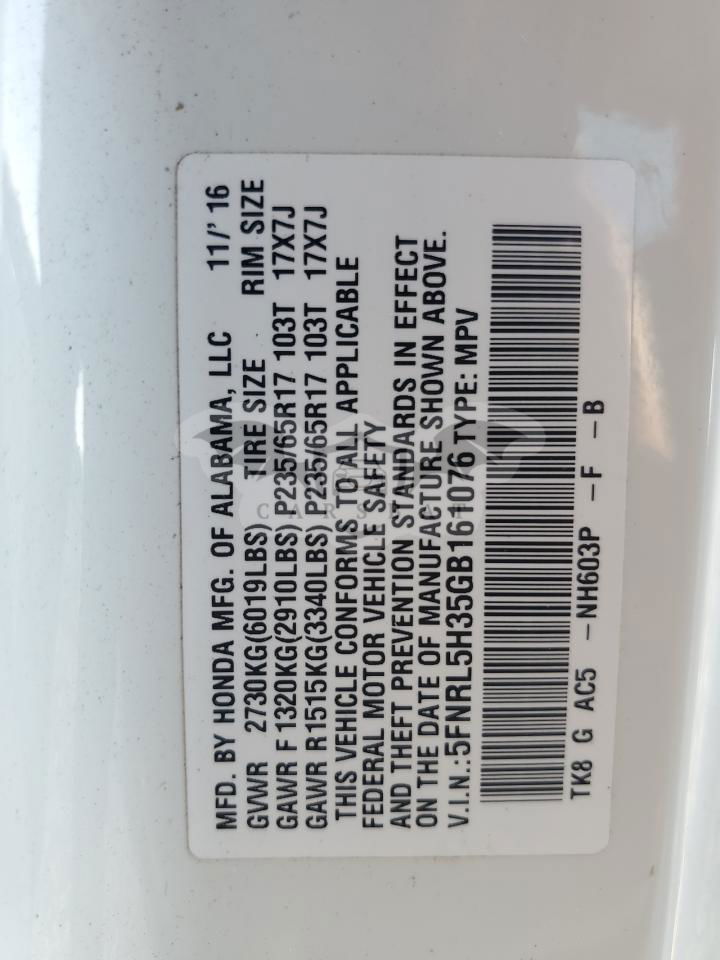 MFD. BY HONDA MFG. OF ALABAMA, LLC 11/' 16
GVWR 2730KG(6019LBS) TIRE SIZE RIM SIZE
GAWR F 1320KG(2910LBS) P235/65R17 103T 17X7J
GAWR R 1515KG(3340LBS) P235/65R17 103T 17X7J
THIS VEHICLE CONFORMS TO ALL APPLICABLE
FEDERAL MOTOR VEHICLE SAFETY
AND THEFT PREVENTION STANDARDS IN EFFECT
ON THE DATE OF MANUFACTURE SHOWN ABOVE.
V.I.N.:5FNRL5H35GB161076 TYPE: MPV
TK8 G AC5 -NH603P -F -B